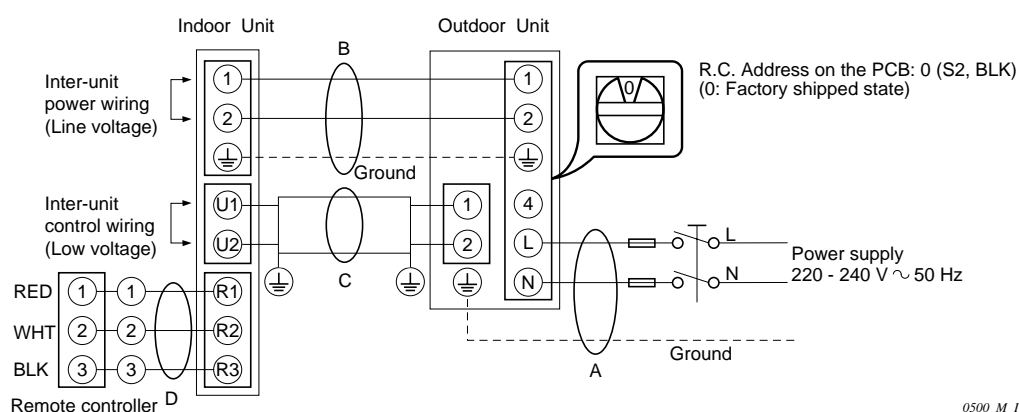 Indoor Unit
Outdoor Unit
B
Inter-unit
power wiring
(Line voltage)
1
2
1
2
Ground
0
R.C. Address on the PCB: 0 (S2, BLK)
(0: Factory shipped state)
Inter-unit
control wiring
(Low voltage)
U1
U2
C
1
2
4
L
N
L
N
Power supply
220 - 240 V ~ 50 Hz
Ground
A
RED 1 1 R1
WHT 2 2 R2
BLK 3 3 R3
Remote controller
D
0500_M_I